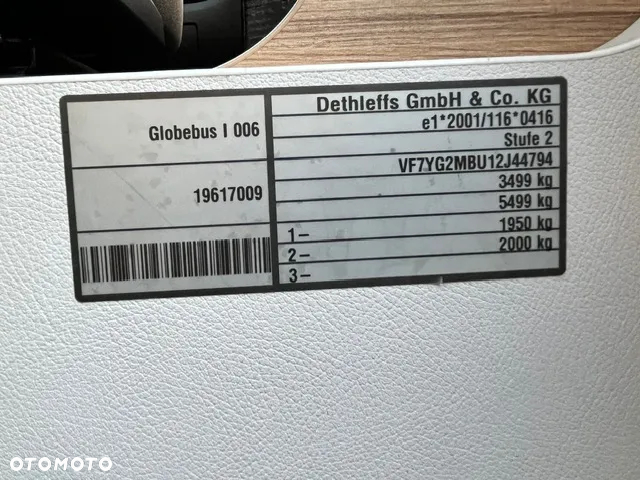 Globebus I 006
19617009
Dethleffs GmbH & Co. KG
e1*2001/116*0416
Stufe 2
VF7YG2MBU12J44794
3499 kg
5499 kg
1– 1950 kg
2– 2000 kg
3–
OTOMOTO